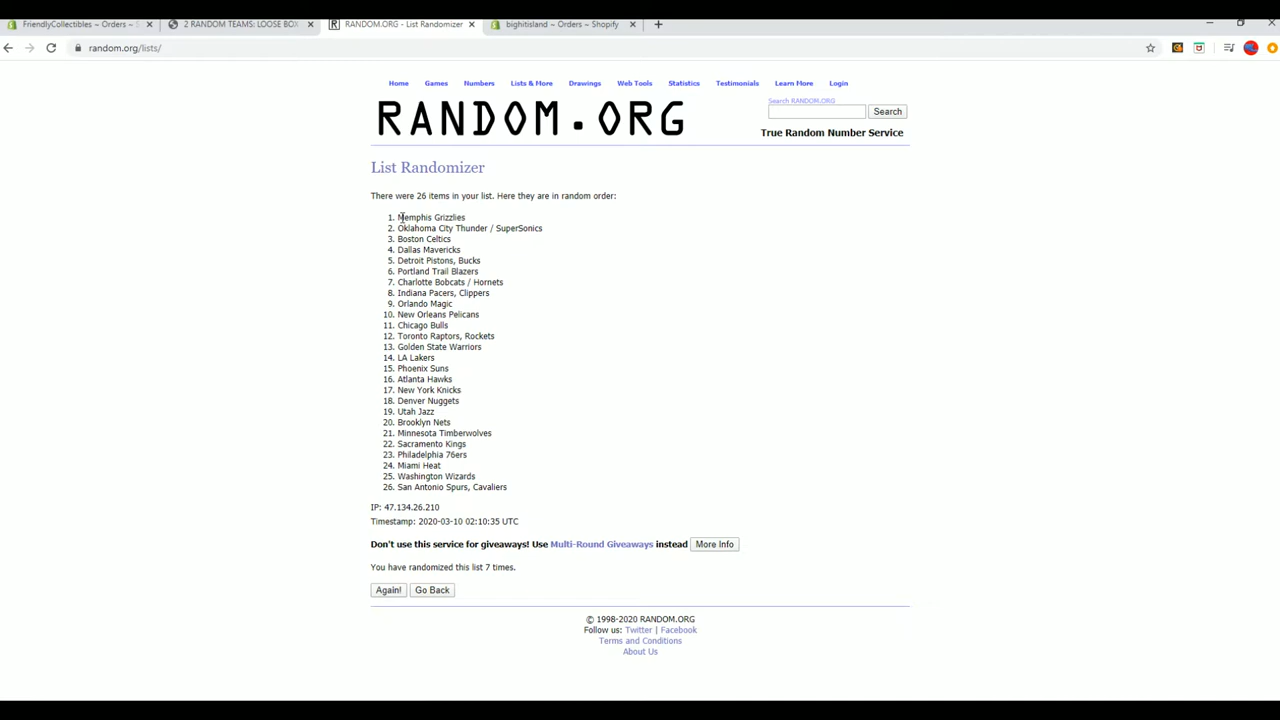 FriendlyCollectibles ~ Orders ~ S
2 RANDOM TEAMS: LOOSE BOX
RANDOM.ORG - List Randomizer
bighitisland ~ Orders ~ Shopify
random.org/lists/
Home Games Numbers Lists & More Drawings Web Tools Statistics Testimonials Learn More Login
RANDOM.ORG
Search RANDOM.ORG
Search
True Random Number Service
List Randomizer
There were 26 items in your list. Here they are in random order:
1. Memphis Grizzlies
2. Oklahoma City Thunder / SuperSonics
3. Boston Celtics
4. Dallas Mavericks
5. Detroit Pistons, Bucks
6. Portland Trail Blazers
7. Charlotte Bobcats / Hornets
8. Indiana Pacers, Clippers
9. Orlando Magic
10. New Orleans Pelicans
11. Chicago Bulls
12. Toronto Raptors, Rockets
13. Golden State Warriors
14. LA Lakers
15. Phoenix Suns
16. Atlanta Hawks
17. New York Knicks
18. Denver Nuggets
19. Utah Jazz
20. Brooklyn Nets
21. Minnesota Timberwolves
22. Sacramento Kings
23. Philadelphia 76ers
24. Miami Heat
25. Washington Wizards
26. San Antonio Spurs, Cavaliers
IP: 47.134.26.210
Timestamp: 2020-03-10 02:10:35 UTC
Don't use this service for giveaways! Use Multi-Round Giveaways instead More Info
You have randomized this list 7 times.
Again! Go Back
© 1998-2020 RANDOM.ORG
Follow us: Twitter | Facebook
Terms and Conditions
About Us